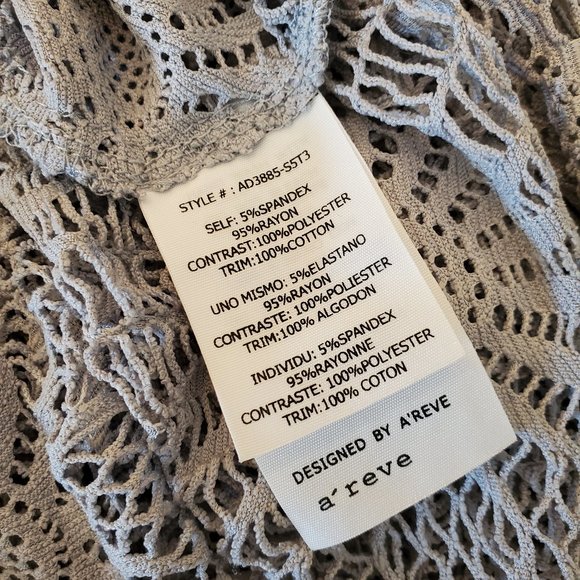 STYLE # : AD3885-S5T3
SELF: 5%SPANDEX
95%RAYON
CONTRAST:100%POLYESTER
TRIM:100%COTTON
UNO MISMO: 5%ELASTANO
95%RAYON
CONTRASTE: 100%POLIESTER
TRIM:100% ALGODON
INDIVIDU: 5%SPANDEX
95%RAYONNE
CONTRASTE: 100%POLYESTER
TRIM:100% COTON
DESIGNED BY A'REVE
a'reve